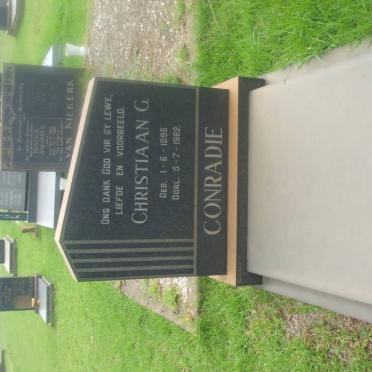 ONS DANK GOD VIR SY LEWE,
LIEFDE EN VOORBEELD.
CHRISTIAAN G.
GEB. 1-6-1895
OORL. 5-7-1962.
CONRADIE
VAN NIEKERK